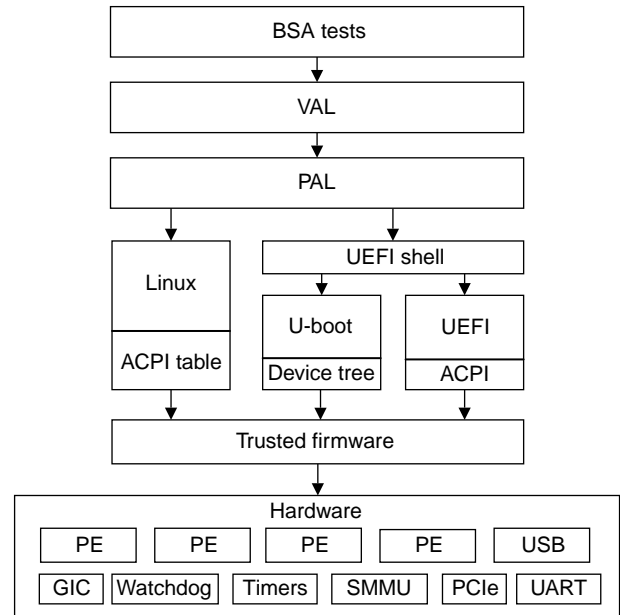 BSA tests
VAL
PAL
Linux
ACPI table
UEFI shell
U-boot
Device tree
UEFI
ACPI
Trusted firmware
Hardware
PE PE PE PE USB
GIC Watchdog Timers SMMU PCIe UART